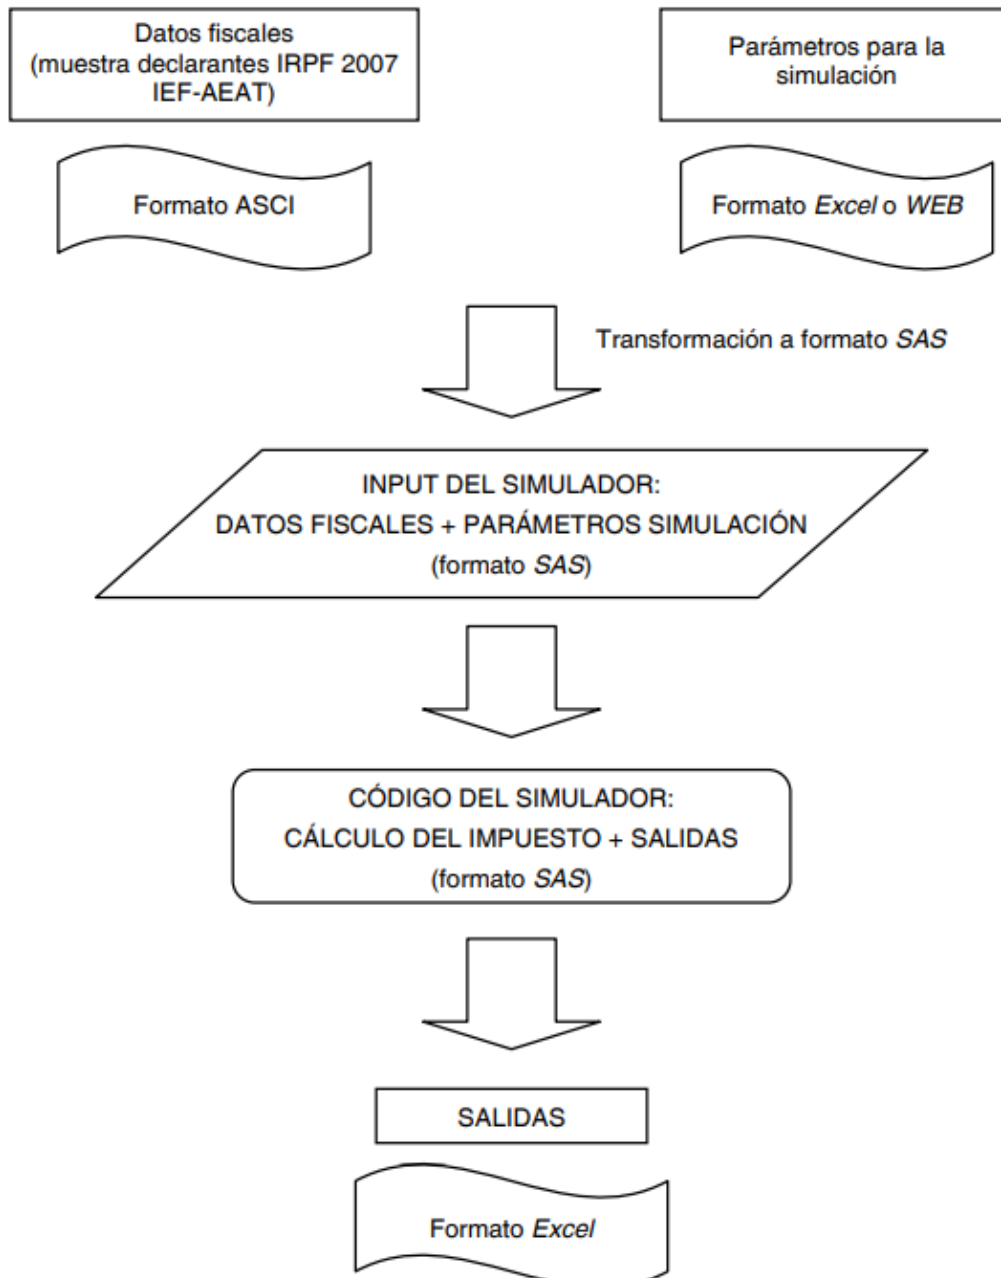 Datos fiscales
(muestra declarantes IRPF 2007
IEF-AEAT)
Parámetros para la
simulación
Formato ASCI
Formato Excel o WEB
Transformación a formato SAS
INPUT DEL SIMULADOR:
DATOS FISCALES + PARÁMETROS SIMULACIÓN
(formato SAS)
CÓDIGO DEL SIMULADOR:
CÁLCULO DEL IMPUESTO + SALIDAS
(formato SAS)
SALIDAS
Formato Excel